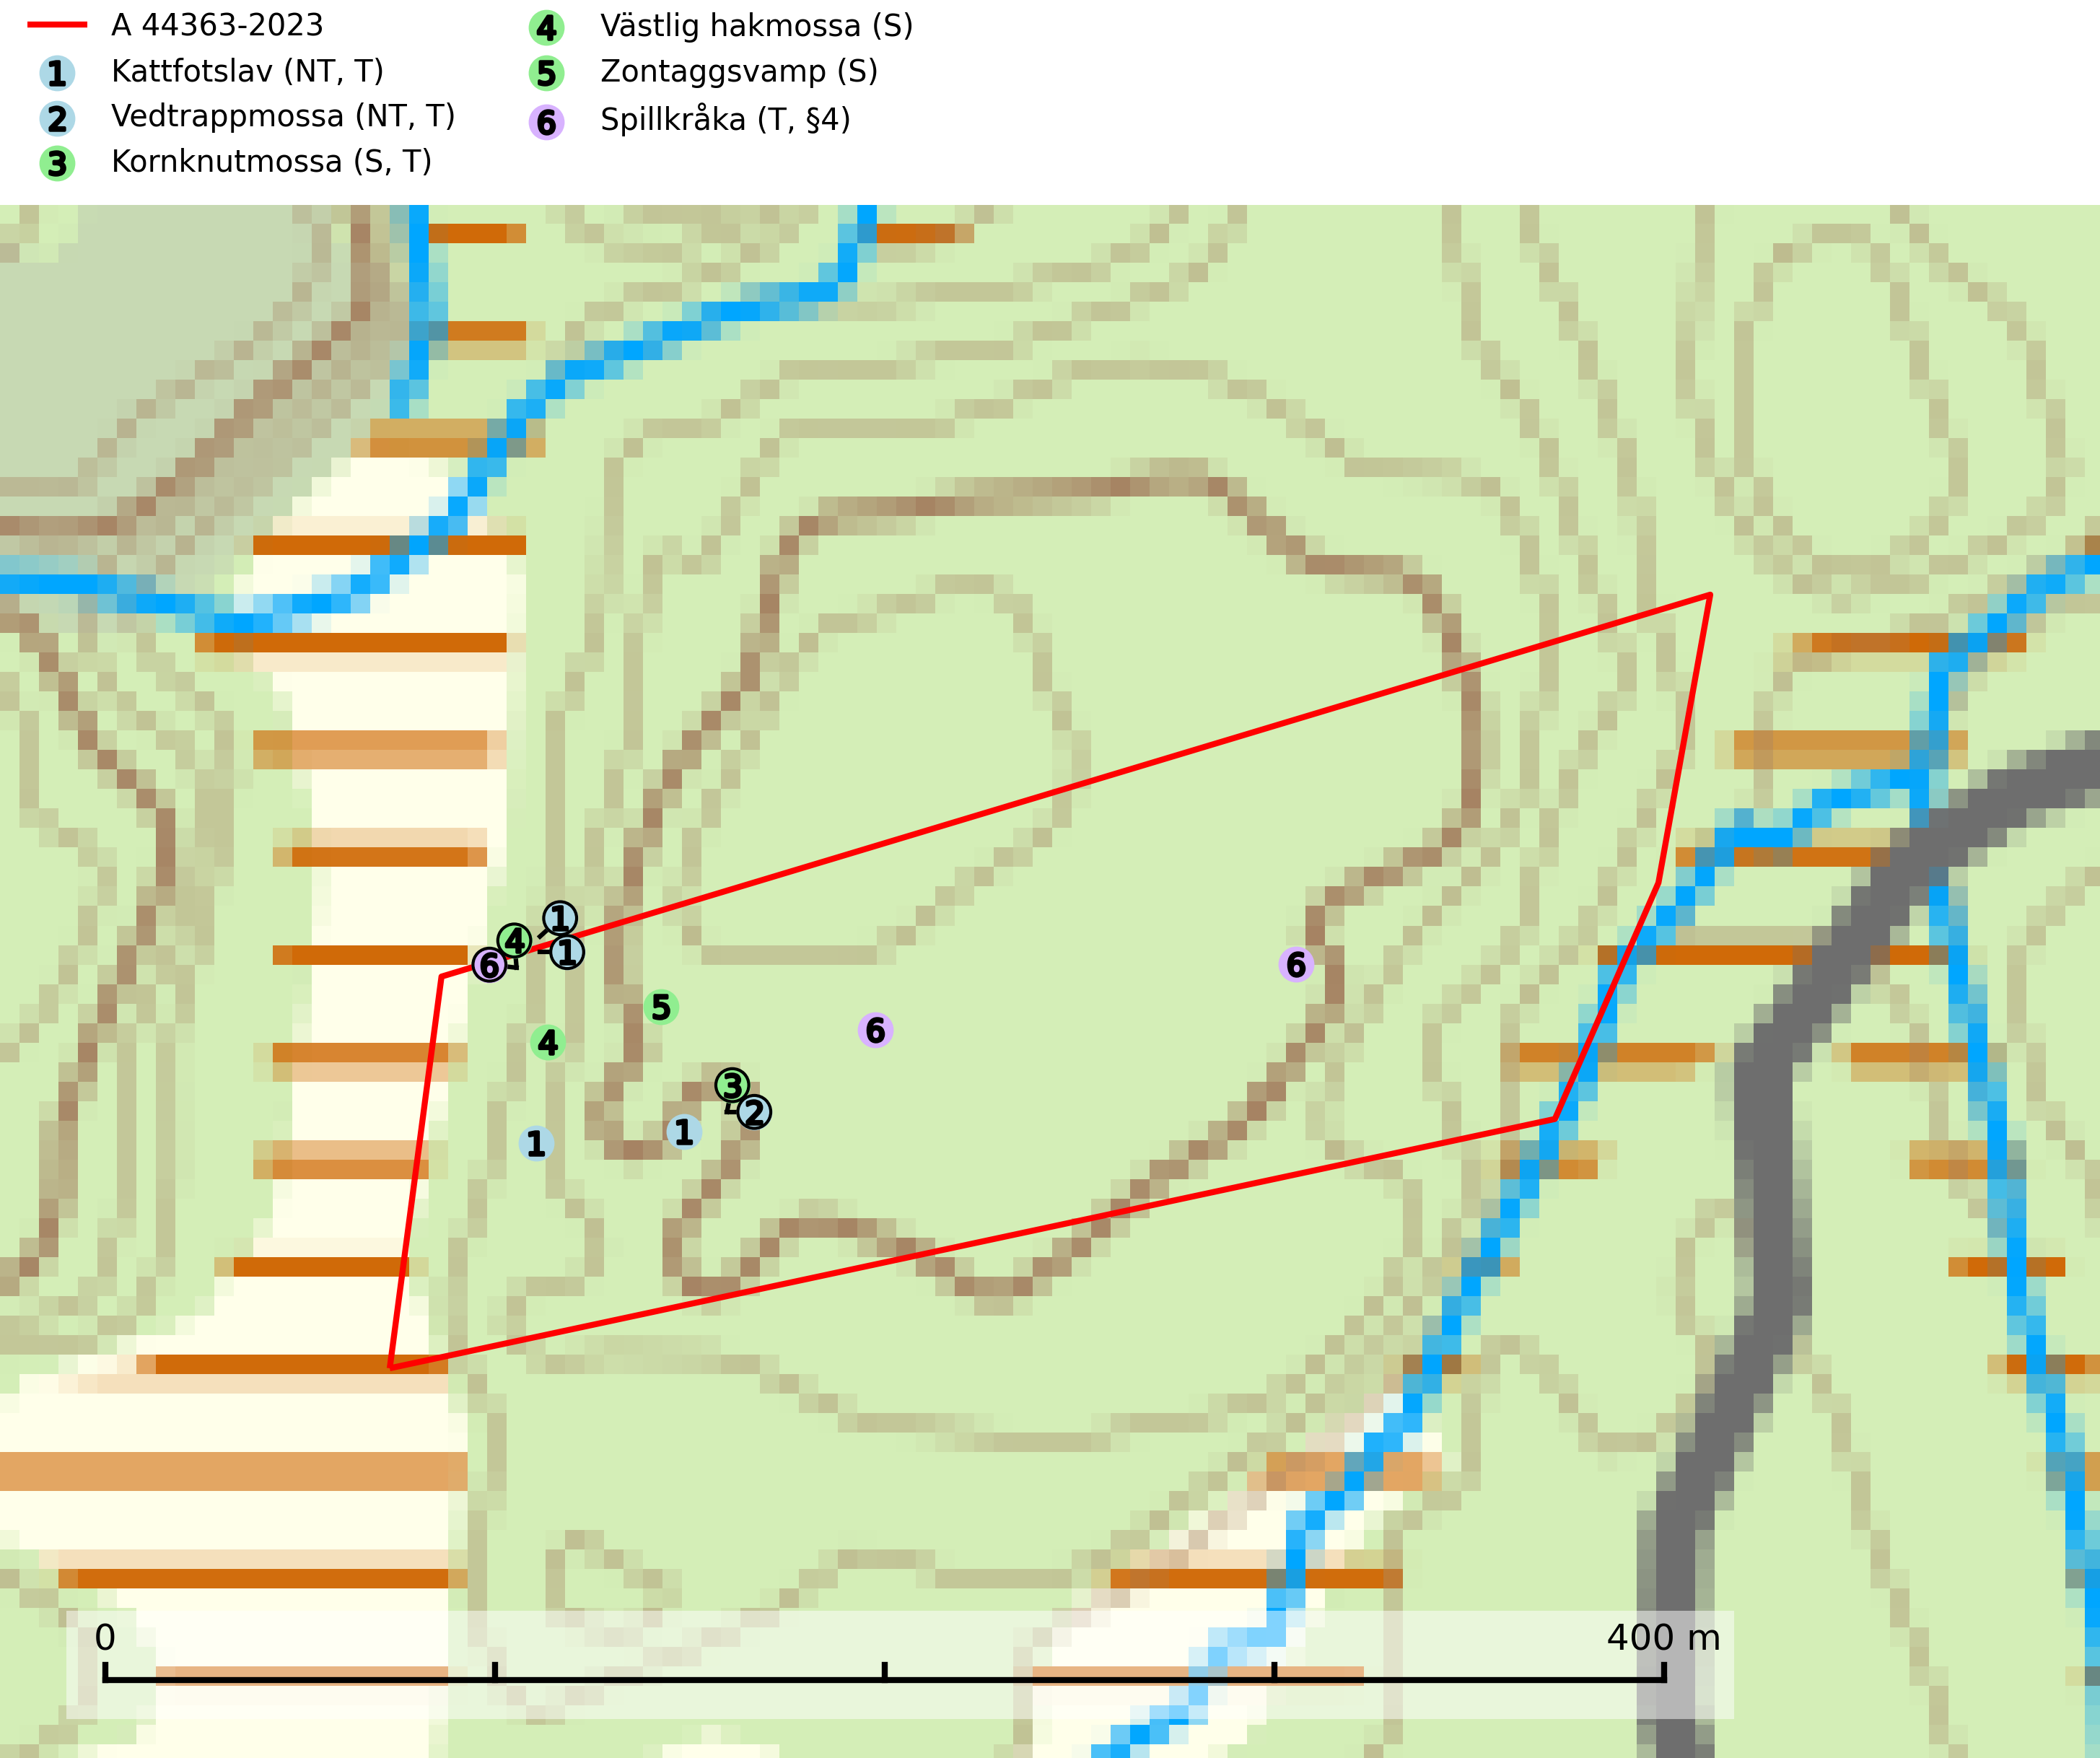 A 44363-2023
1 Kattfotslav (NT, T)
2 Vedtrappmossa (NT, T)
3 Kornknutmossa (S, T)
4 Västlig hakmossa (S)
5 Zontaggsvamp (S)
6 Spillkråka (T, §4)
1
4
1
6
6
5
6
4
3
2
1
1
0
400 m